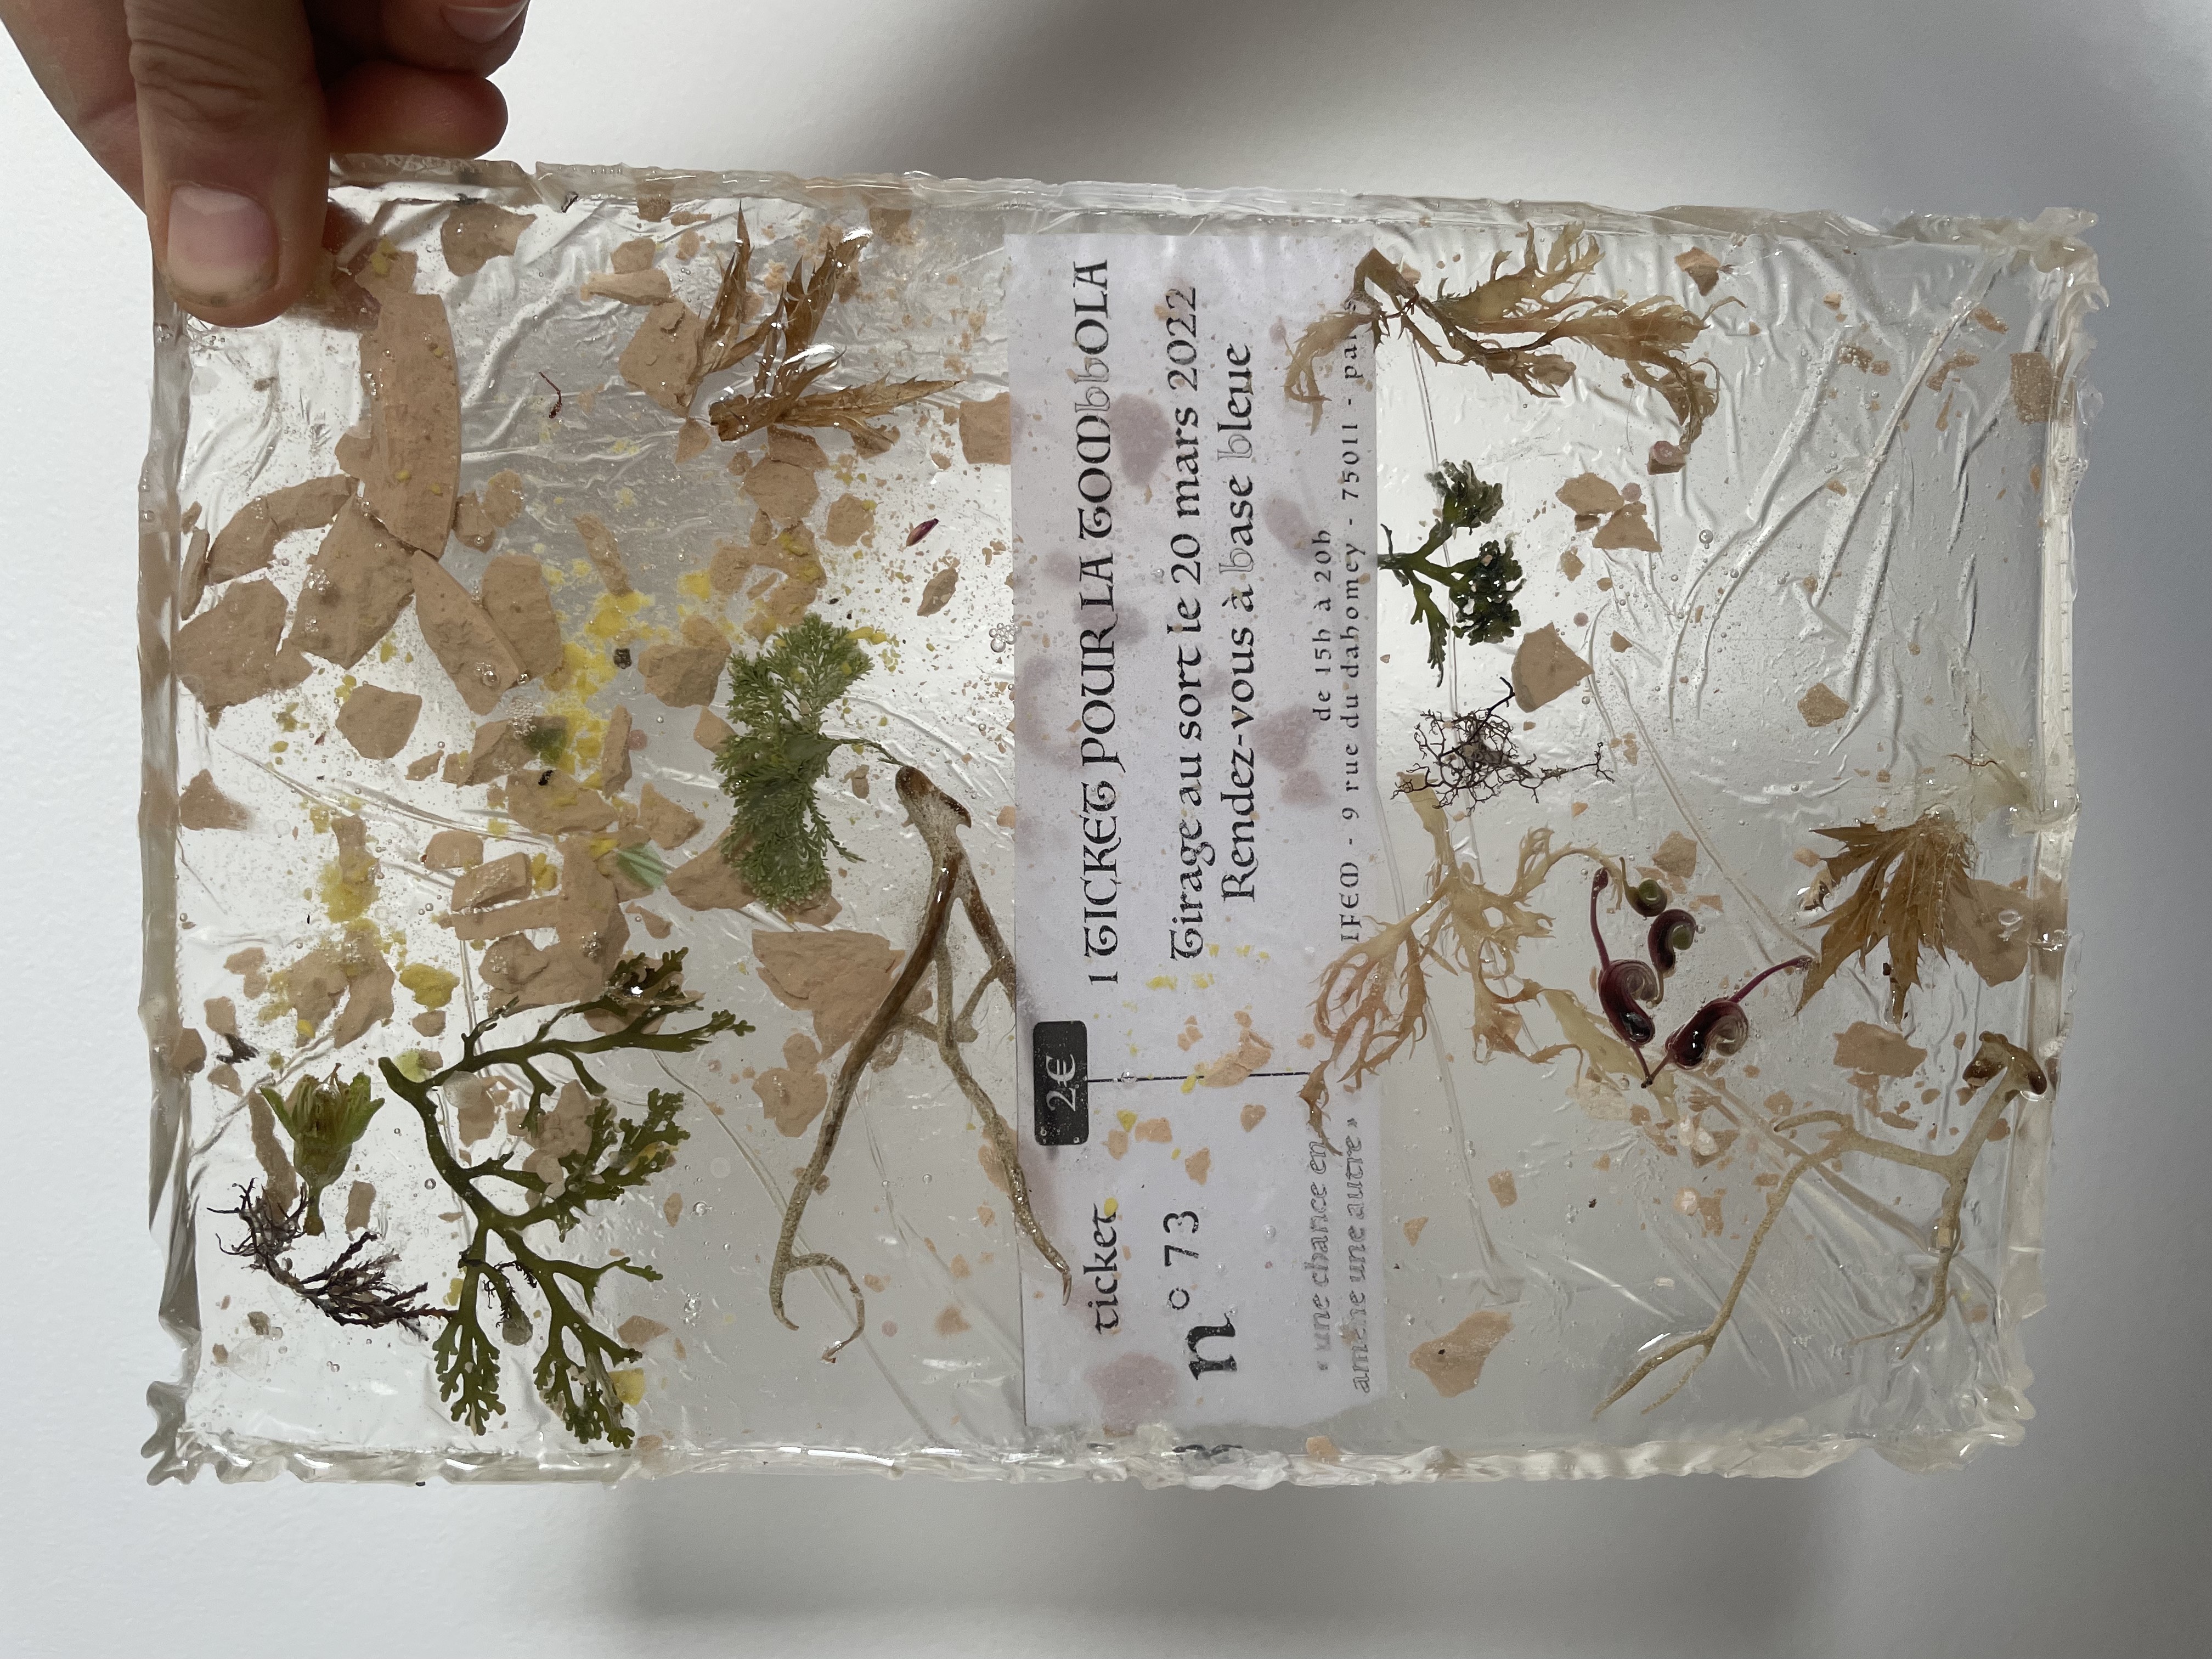 2€
ticket
n° 73
« une chance en
amène une autre »
1 TICKET POUR LA TOMbbOLA
Tirage au sort le 20 mars 2022
Rendez-vous à base bleue
de 15h à 20h
IFEM - 9 rue du dahomey - 75011 - paris